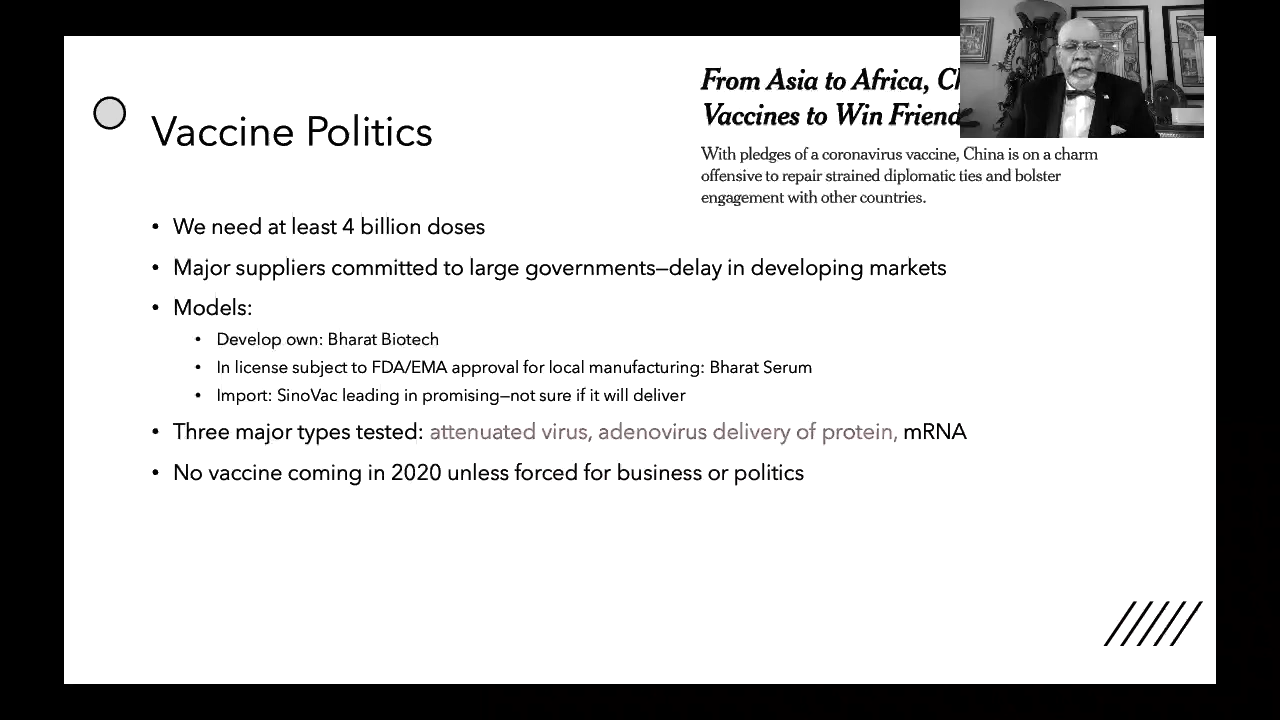 From Asia to Africa,
Vaccines to Win
With pledges of a coronavirus vaccine, China is on a charm
offensive to repair strained diplomatic ties and bolster
engagement with other countries.
Vaccine Politics
• We need at least 4 billion doses
• Major suppliers committed to large governments–delay in developing markets
• Models:
• Develop own: Bharat Biotech
• In license subject to FDA/EMA approval for local manufacturing: Bharat Serum
• Import: SinoVac leading in promising–not sure if it will deliver
• Three major types tested: attenuated virus, adenovirus delivery of protein, mRNA
• No vaccine coming in 2020 unless forced for business or politics